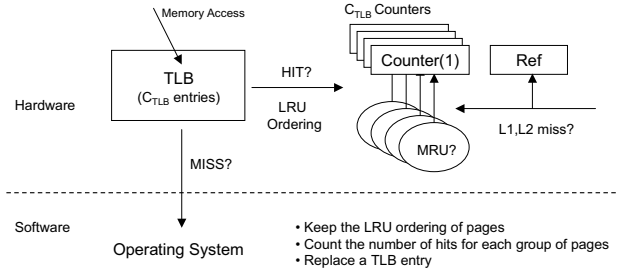 Memory Access
C_TLB Counters
TLB
(C_TLB entries)
HIT?
LRU
Ordering
Counter(1)
Ref
Hardware
L1,L2 miss?
MRU?
MISS?
Software
Operating System
• Keep the LRU ordering of pages
• Count the number of hits for each group of pages
• Replace a TLB entry